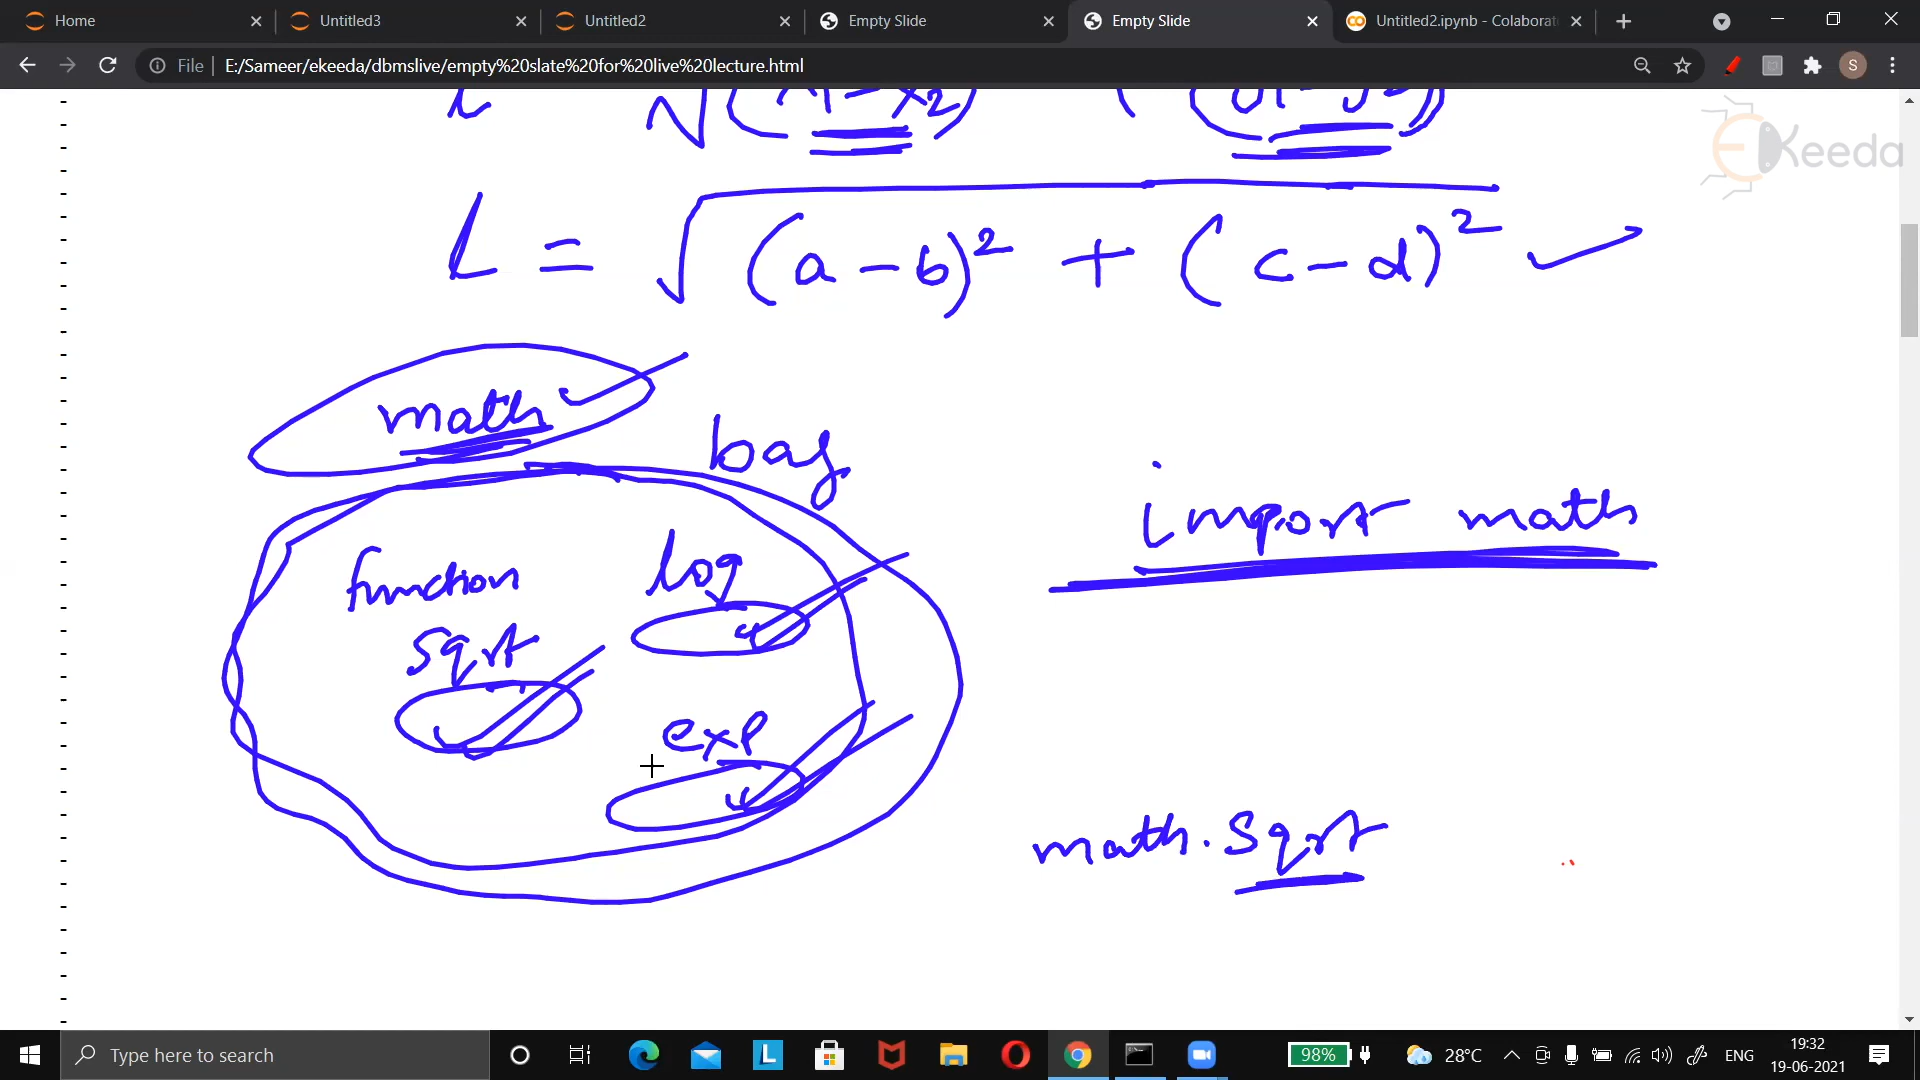 Home
Untitled3
Untitled2
Empty Slide
Empty Slide
Untitled2.ipynb - Colaborat
File
E:/Sameer/ekeeda/dbmslive/empty%20slate%20for%20live%20lecture.html
S
EKeeda
L = √(a - b)² + (c - d)²
math
bag
import math
function
log
sqrt
exp
math.sqrt
Type here to search
L
98%
28°C
ENG
19:32
19-06-2021